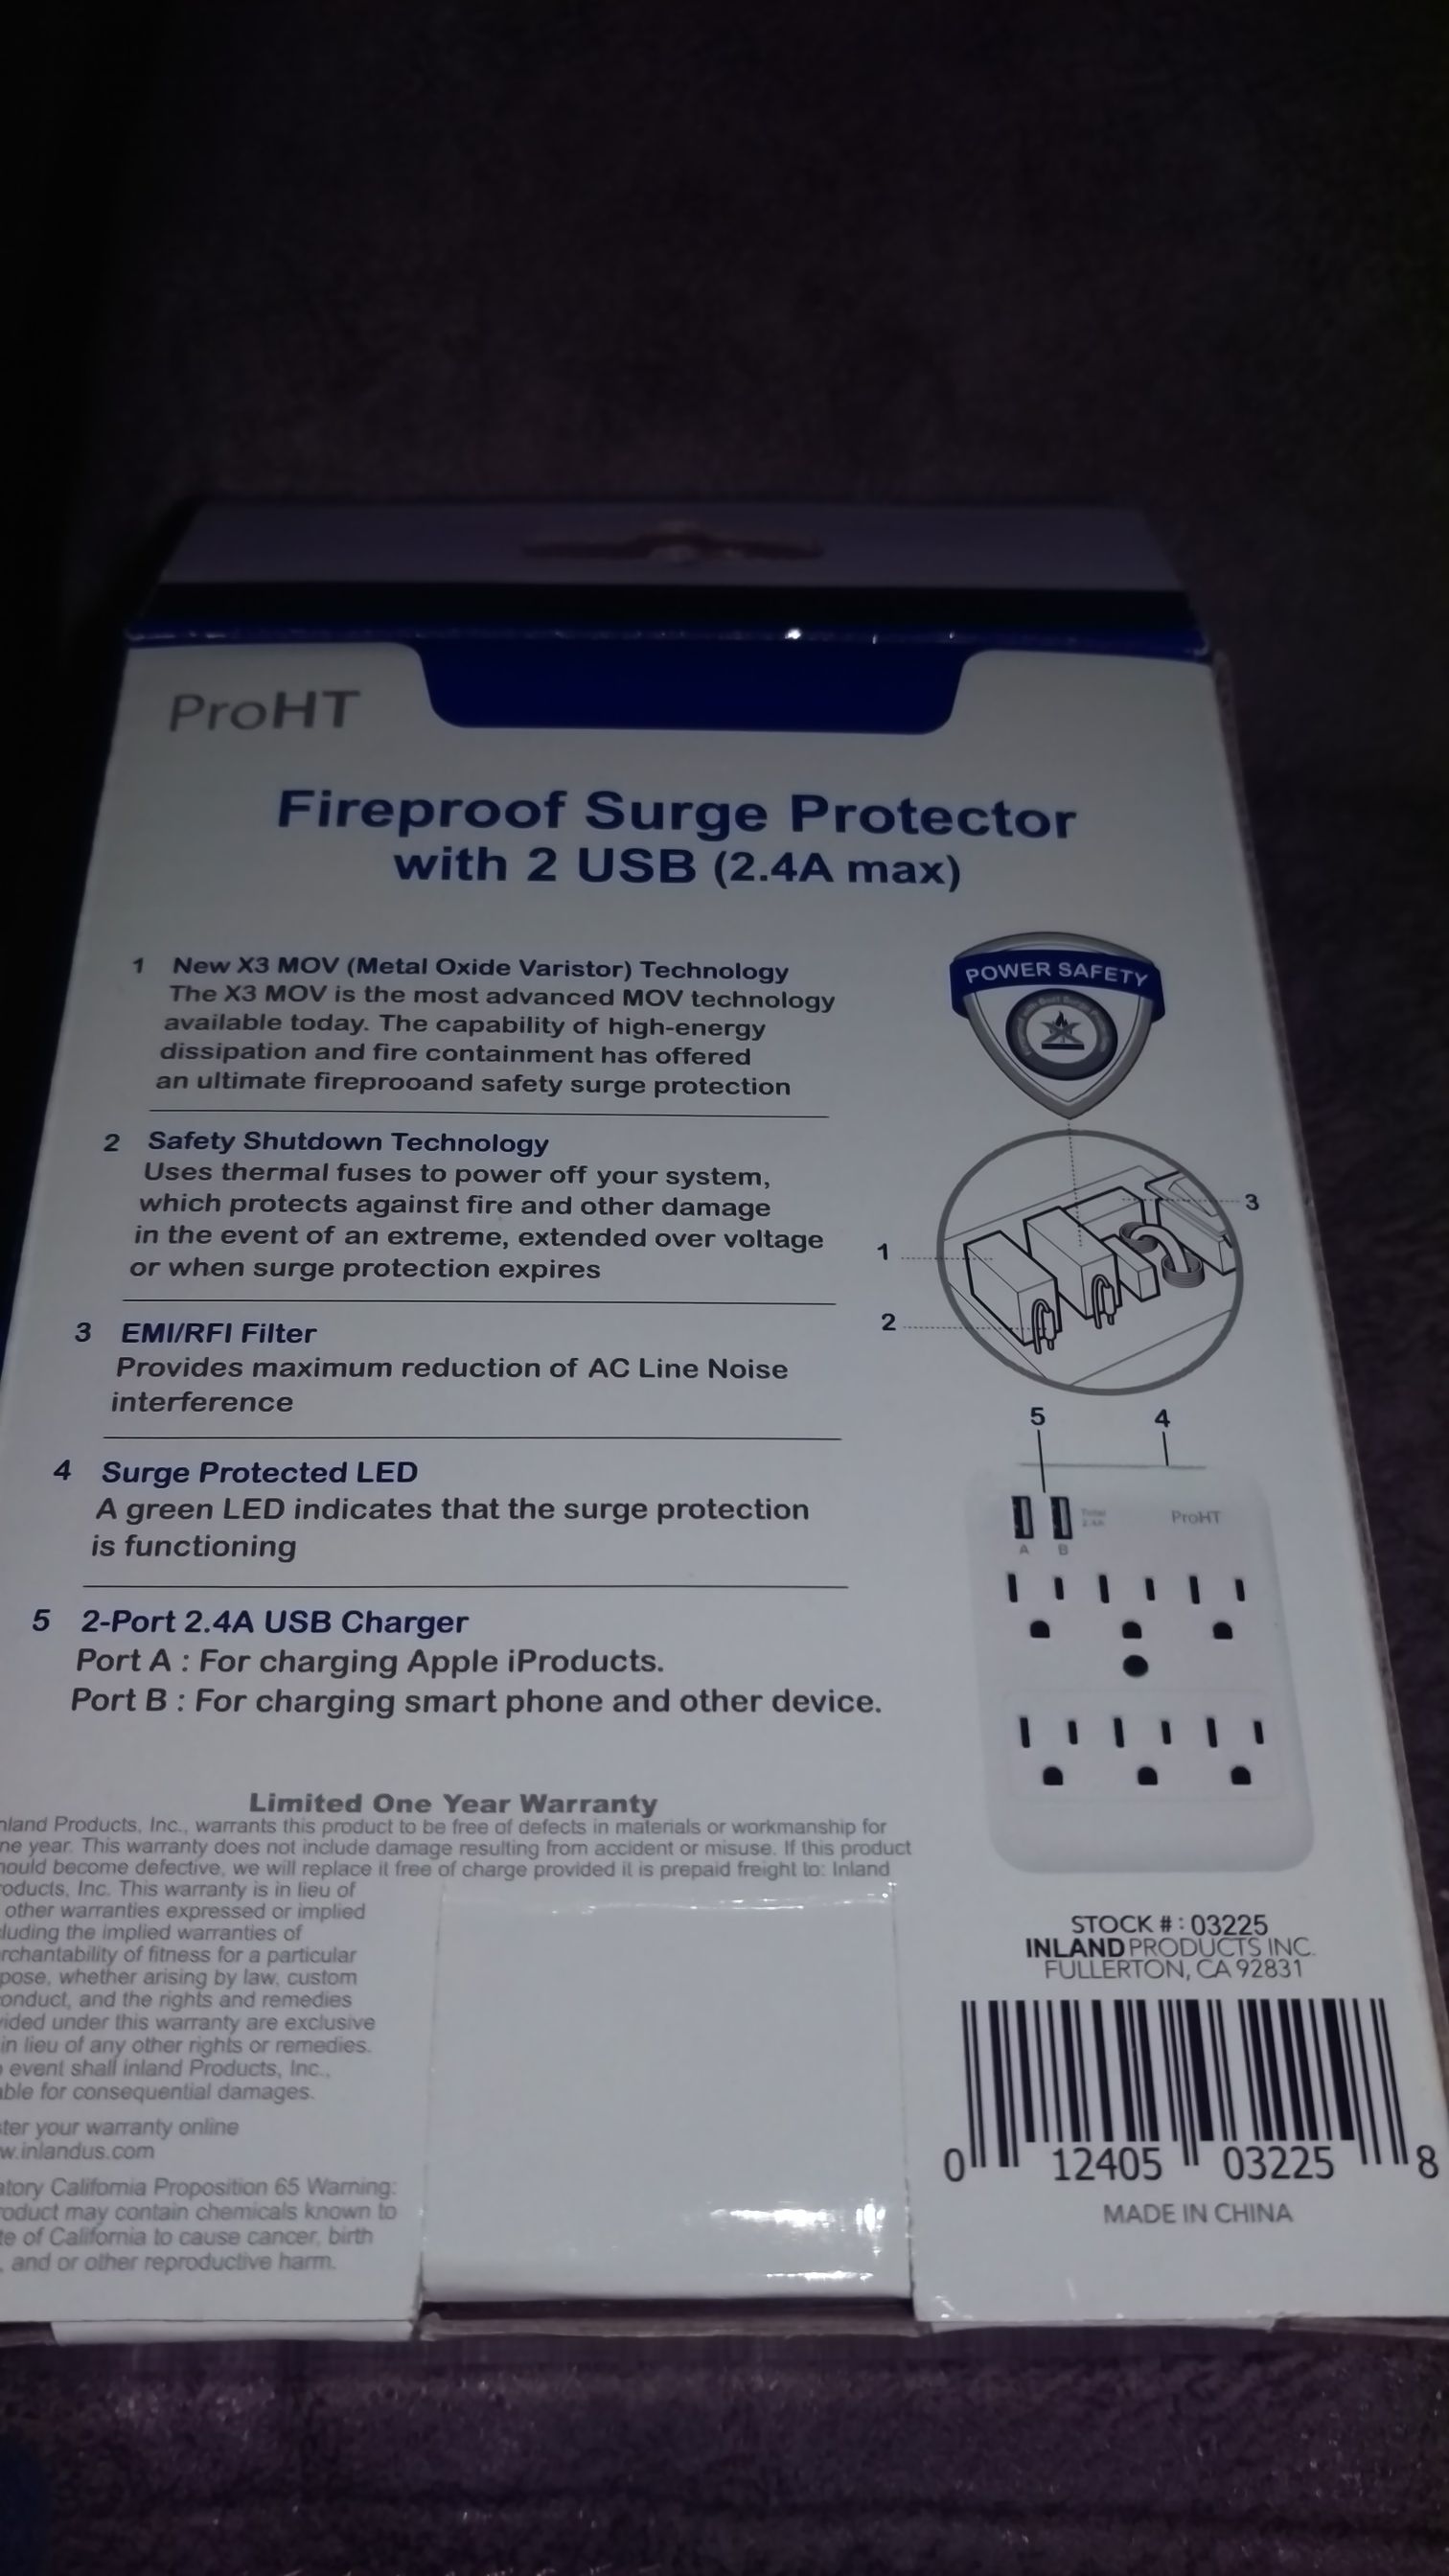 ProHT
Fireproof Surge Protector
with 2 USB (2.4A max)
1 New X3 MOV (Metal Oxide Varistor) Technology
The X3 MOV is the most advanced MOV technology
available today. The capability of high-energy
dissipation and fire containment has offered
an ultimate fireprooand safety surge protection
2 Safety Shutdown Technology
Uses thermal fuses to power off your system,
which protects against fire and other damage
in the event of an extreme, extended over voltage
or when surge protection expires
3 EMI/RFI Filter
Provides maximum reduction of AC Line Noise
interference
4 Surge Protected LED
A green LED indicates that the surge protection
is functioning
5 2-Port 2.4A USB Charger
Port A : For charging Apple iProducts.
Port B : For charging smart phone and other device.
POWER SAFETY
3
1
2
5 4
Total
2.4A
ProHT
A B
Limited One Year Warranty
nland Products, Inc., warrants this product to be free of defects in materials or workmanship for
ne year. This warranty does not include damage resulting from accident or misuse. If this product
hould become defective, we will replace it free of charge provided it is prepaid freight to: Inland
roducts, Inc. This warranty is in lieu of
other warranties expressed or implied
luding the implied warranties of
rchantability of fitness for a particular
pose, whether arising by law, custom
onduct, and the rights and remedies
vided under this warranty are exclusive
in lieu of any other rights or remedies.
event shall inland Products, Inc.,
able for consequential damages.
ter your warranty online
w.inlandus.com
atory California Proposition 65 Warning:
roduct may contain chemicals known to
te of California to cause cancer, birth
, and or other reproductive harm.
STOCK # : 03225
INLAND PRODUCTS INC.
FULLERTON, CA 92831
0 12405 03225 8
MADE IN CHINA